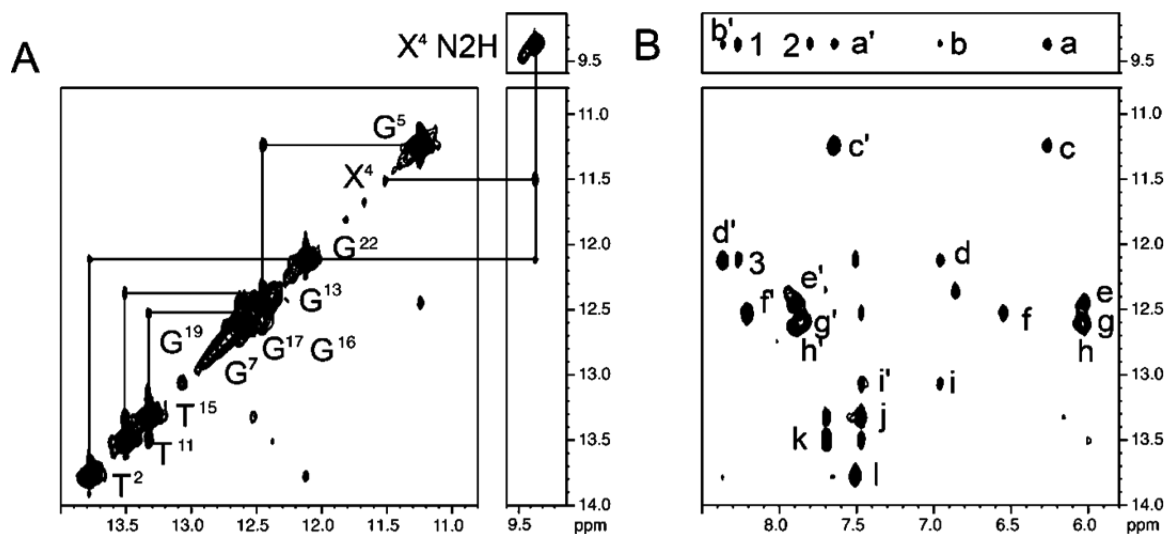 A
X⁴ N2H
9.5
G⁵
X⁴
G²²
G¹³
G¹⁹
G¹⁷ G¹⁶
G⁷
T¹⁵
T¹¹
T²
11.0
11.5
12.0
12.5
13.0
13.5
14.0
13.5 13.0 12.5 12.0 11.5 11.0
9.5 ppm
B
b' 1 2 a' b a
9.5
c' c
d' 3 d
e' e
f' g' f g
h' h
i' i
j
k
l
11.0
11.5
12.0
12.5
13.0
13.5
14.0
8.0 7.5 7.0 6.5 6.0 ppm